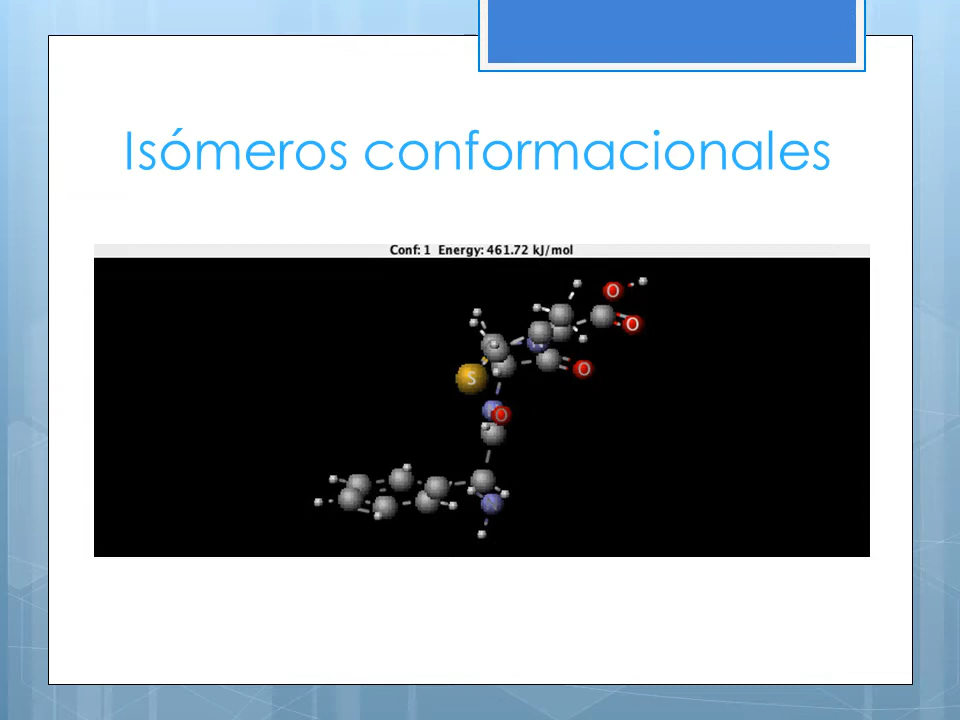 Isómeros conformacionales
Conf: 1 Energy: 461.72 kJ/mol
O
O
N
O
S
N
O
N